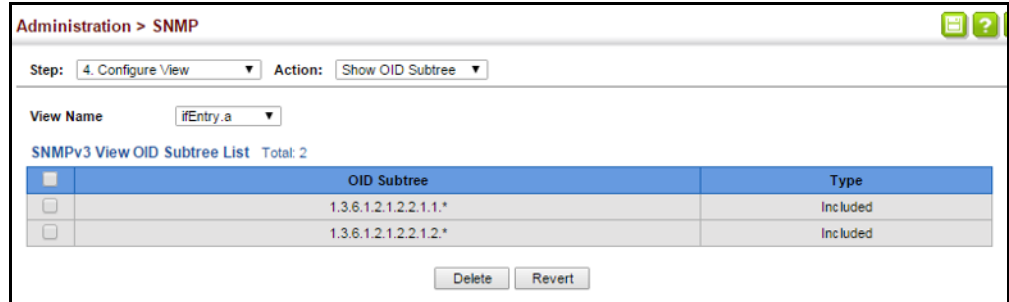 Administration > SNMP
?
Step: 4. Configure View Action: Show OID Subtree
View Name ifEntry.a
SNMPv3 View OID Subtree List Total: 2
OID Subtree Type
1.3.6.1.2.1.2.2.1.1.* Included
1.3.6.1.2.1.2.2.1.2.* Included
Delete Revert